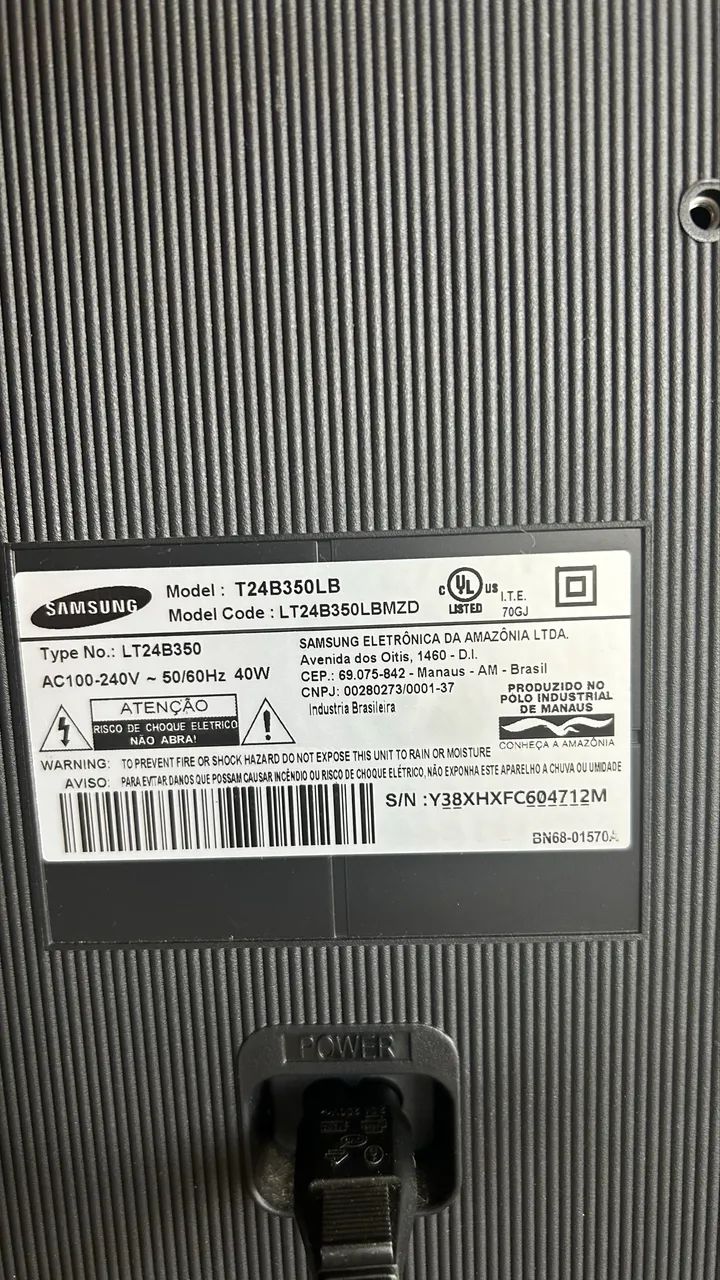 SAMSUNG
Model : T24B350LB
Model Code : LT24B350LBMZD
c UL US
LISTED
I.T.E.
70GJ
Type No.: LT24B350
AC100-240V ~ 50/60Hz 40W
SAMSUNG ELETRÔNICA DA AMAZÔNIA LTDA.
Avenida dos Oitis, 1460 - D.I.
CEP.: 69.075-842 - Manaus - AM - Brasil
CNPJ: 00280273/0001-37
Industria Brasileira
PRODUZIDO NO
PÓLO INDUSTRIAL
DE MANAUS
CONHEÇA A AMAZÔNIA
ATENÇÃO
RISCO DE CHOQUE ELETRICO
NÃO ABRA!
WARNING: TO PREVENT FIRE OR SHOCK HAZARD DO NOT EXPOSE THIS UNIT TO RAIN OR MOISTURE
AVISO: PARA EVITAR DANOS QUE POSSAM CAUSAR INCÊNDIO OU RISCO DE CHOQUE ELÉTRICO, NÃO EXPONHA ESTE APARELHO A CHUVA OU UMIDADE
S/N :Y38XHXFC604712M
BN68-01570A
POWER